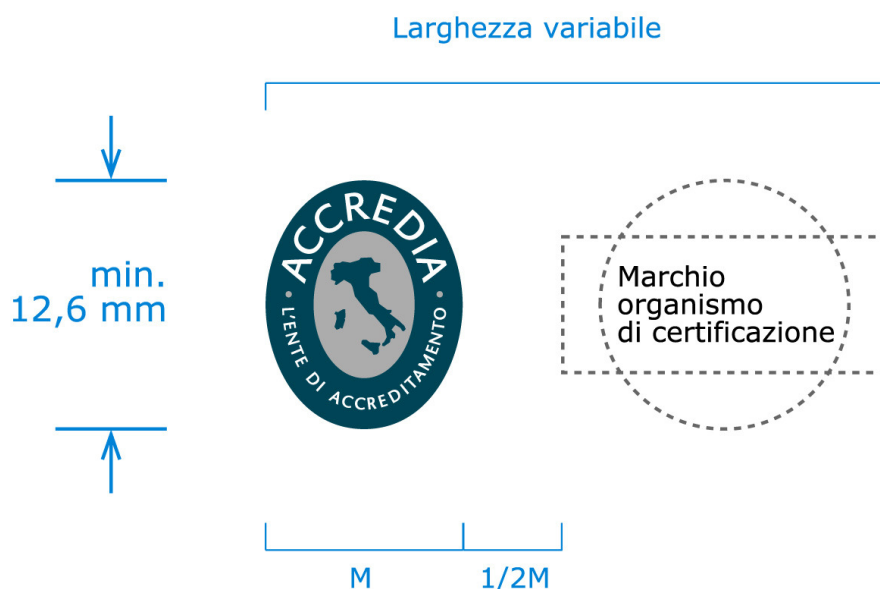 Larghezza variabile
ACCREDIA
L'ENTE DI ACCREDITAMENTO
min.
12,6 mm
Marchio
organismo
di certificazione
M
1/2M